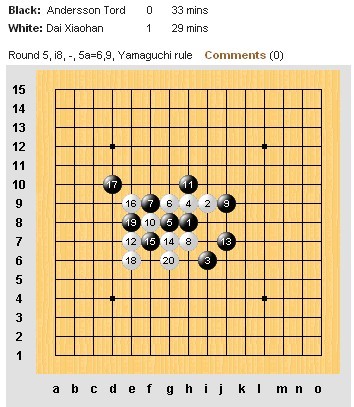 Black: Andersson Tord 0 33 mins
White: Dai Xiaohan 1 29 mins
Round 5, i8, -, 5a=6,9, Yamaguchi rule Comments (0)
15
14
13
12
11
10 17 11
9 16 7 6 4 2 9
8 19 10 5 1
7 12 15 14 8 13
6 18 20 3
5
4
3
2
1
a b c d e f g h i j k l m n o